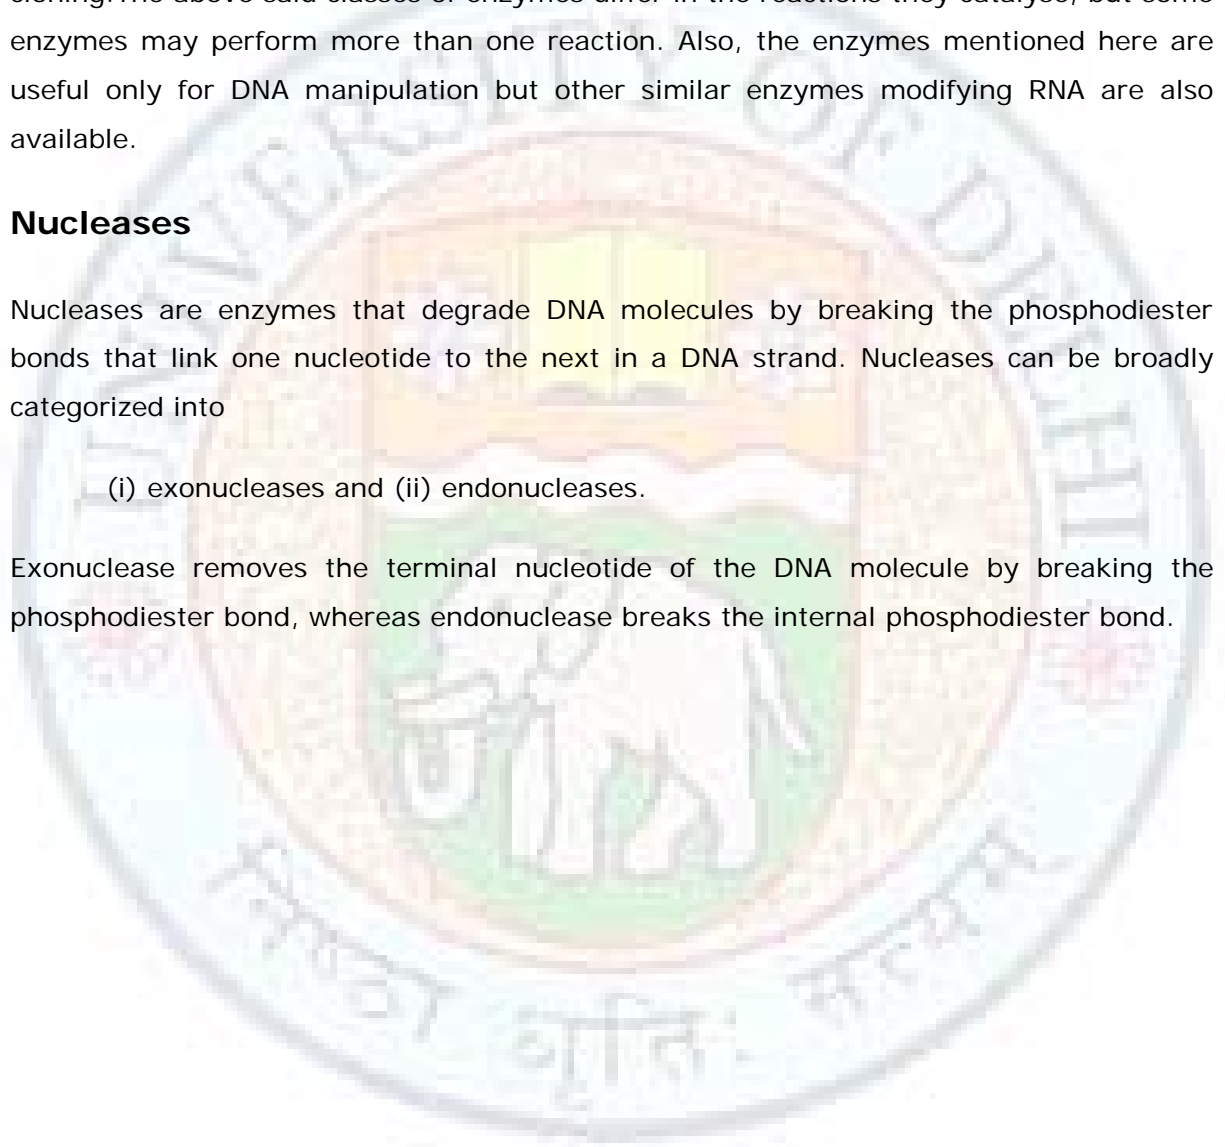 cloning.The above said classes of enzymes differ in the reactions they catalyse, but some
enzymes may perform more than one reaction. Also, the enzymes mentioned here are
useful only for DNA manipulation but other similar enzymes modifying RNA are also
available.
Nucleases
Nucleases are enzymes that degrade DNA molecules by breaking the phosphodiester
bonds that link one nucleotide to the next in a DNA strand. Nucleases can be broadly
categorized into
(i) exonucleases and (ii) endonucleases.
Exonuclease removes the terminal nucleotide of the DNA molecule by breaking the
phosphodiester bond, whereas endonuclease breaks the internal phosphodiester bond.
UNIVERSITY OF DELHI
निष्ठा धृतिः सत्यम्